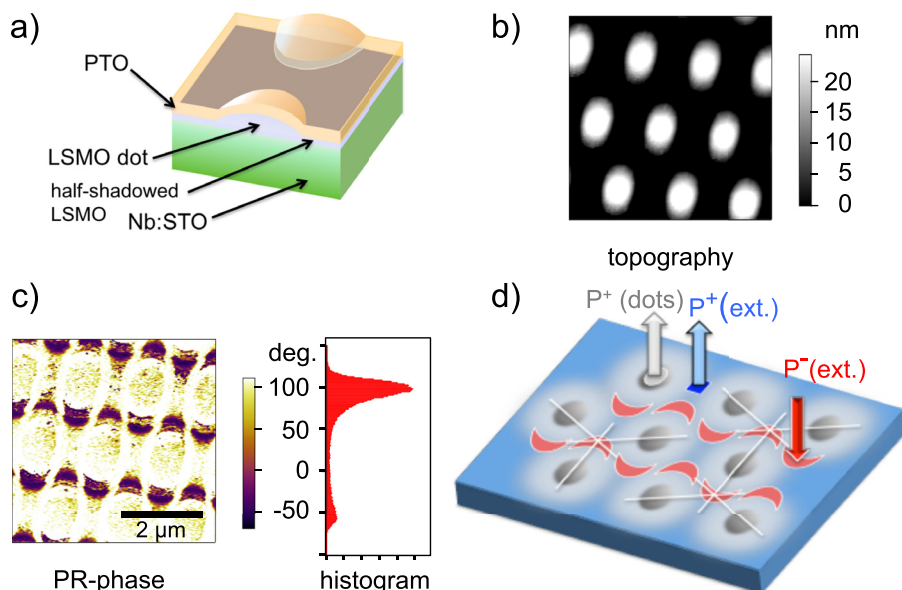 a)
PTO
LSMO dot
half-shadowed
LSMO
Nb:STO
b)
nm
20
15
10
5
0
topography
c)
deg.
100
50
0
-50
2 µm
PR-phase
histogram
d)
P⁺ (dots)
P⁺(ext.)
P⁻(ext.)